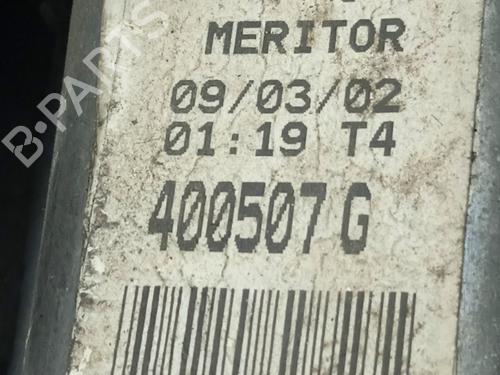 MERITOR
09/03/02
01:19 T4
400507 G
B-PARTS